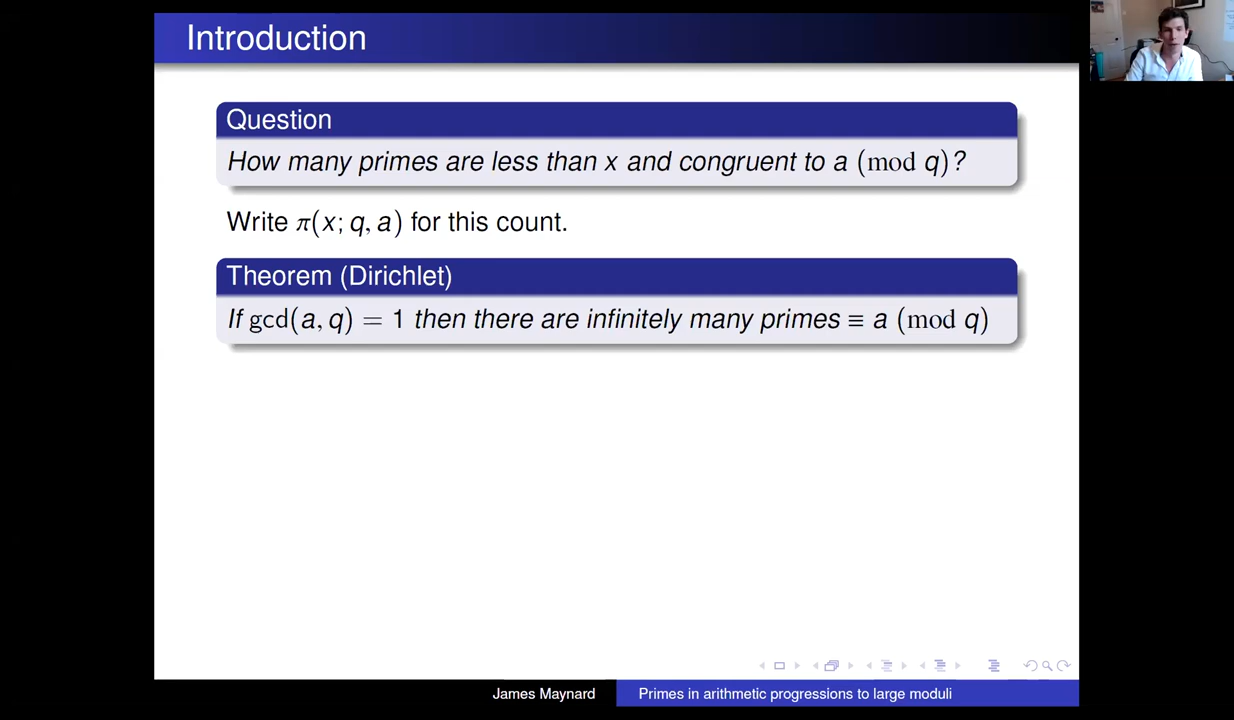 Introduction
Question
How many primes are less than x and congruent to a (mod q)?
Write π(x; q, a) for this count.
Theorem (Dirichlet)
If gcd(a, q) = 1 then there are infinitely many primes ≡ a (mod q)
James Maynard
Primes in arithmetic progressions to large moduli